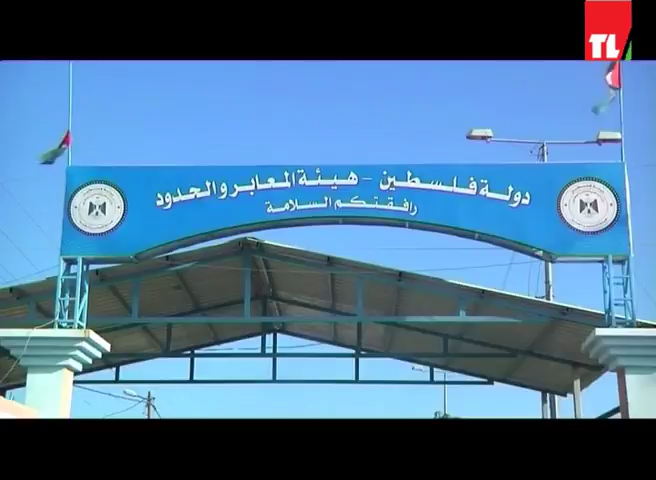 TL
دولة فلسطين - هيئة المعابر والحدود
رافقتكم السلامة